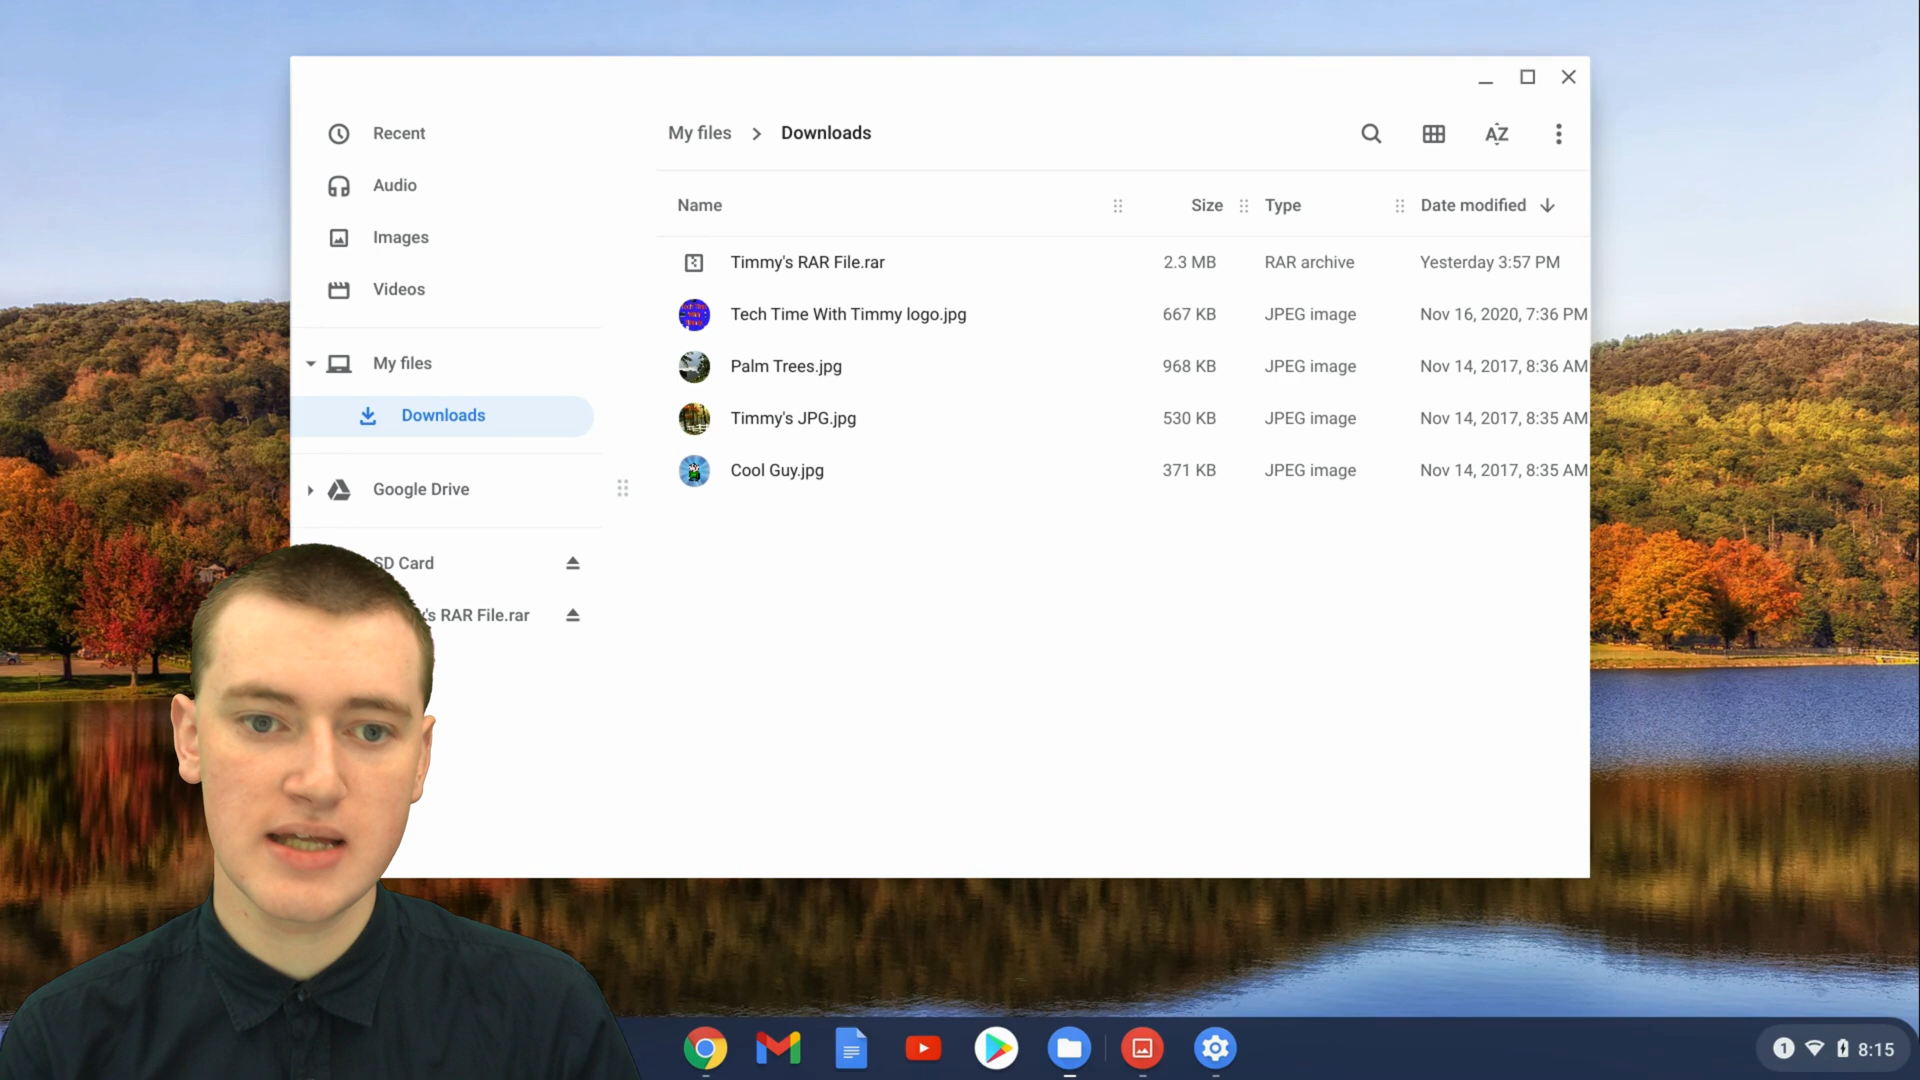 Recent
Audio
Images
Videos
My files
Downloads
Google Drive
SD Card
's RAR File.rar
My files > Downloads
AZ
Name Size Type Date modified
Timmy's RAR File.rar 2.3 MB RAR archive Yesterday 3:57 PM
Tech Time With Timmy logo.jpg 667 KB JPEG image Nov 16, 2020, 7:36 PM
Palm Trees.jpg 968 KB JPEG image Nov 14, 2017, 8:36 AM
Timmy's JPG.jpg 530 KB JPEG image Nov 14, 2017, 8:35 AM
Cool Guy.jpg 371 KB JPEG image Nov 14, 2017, 8:35 AM
1 8:15